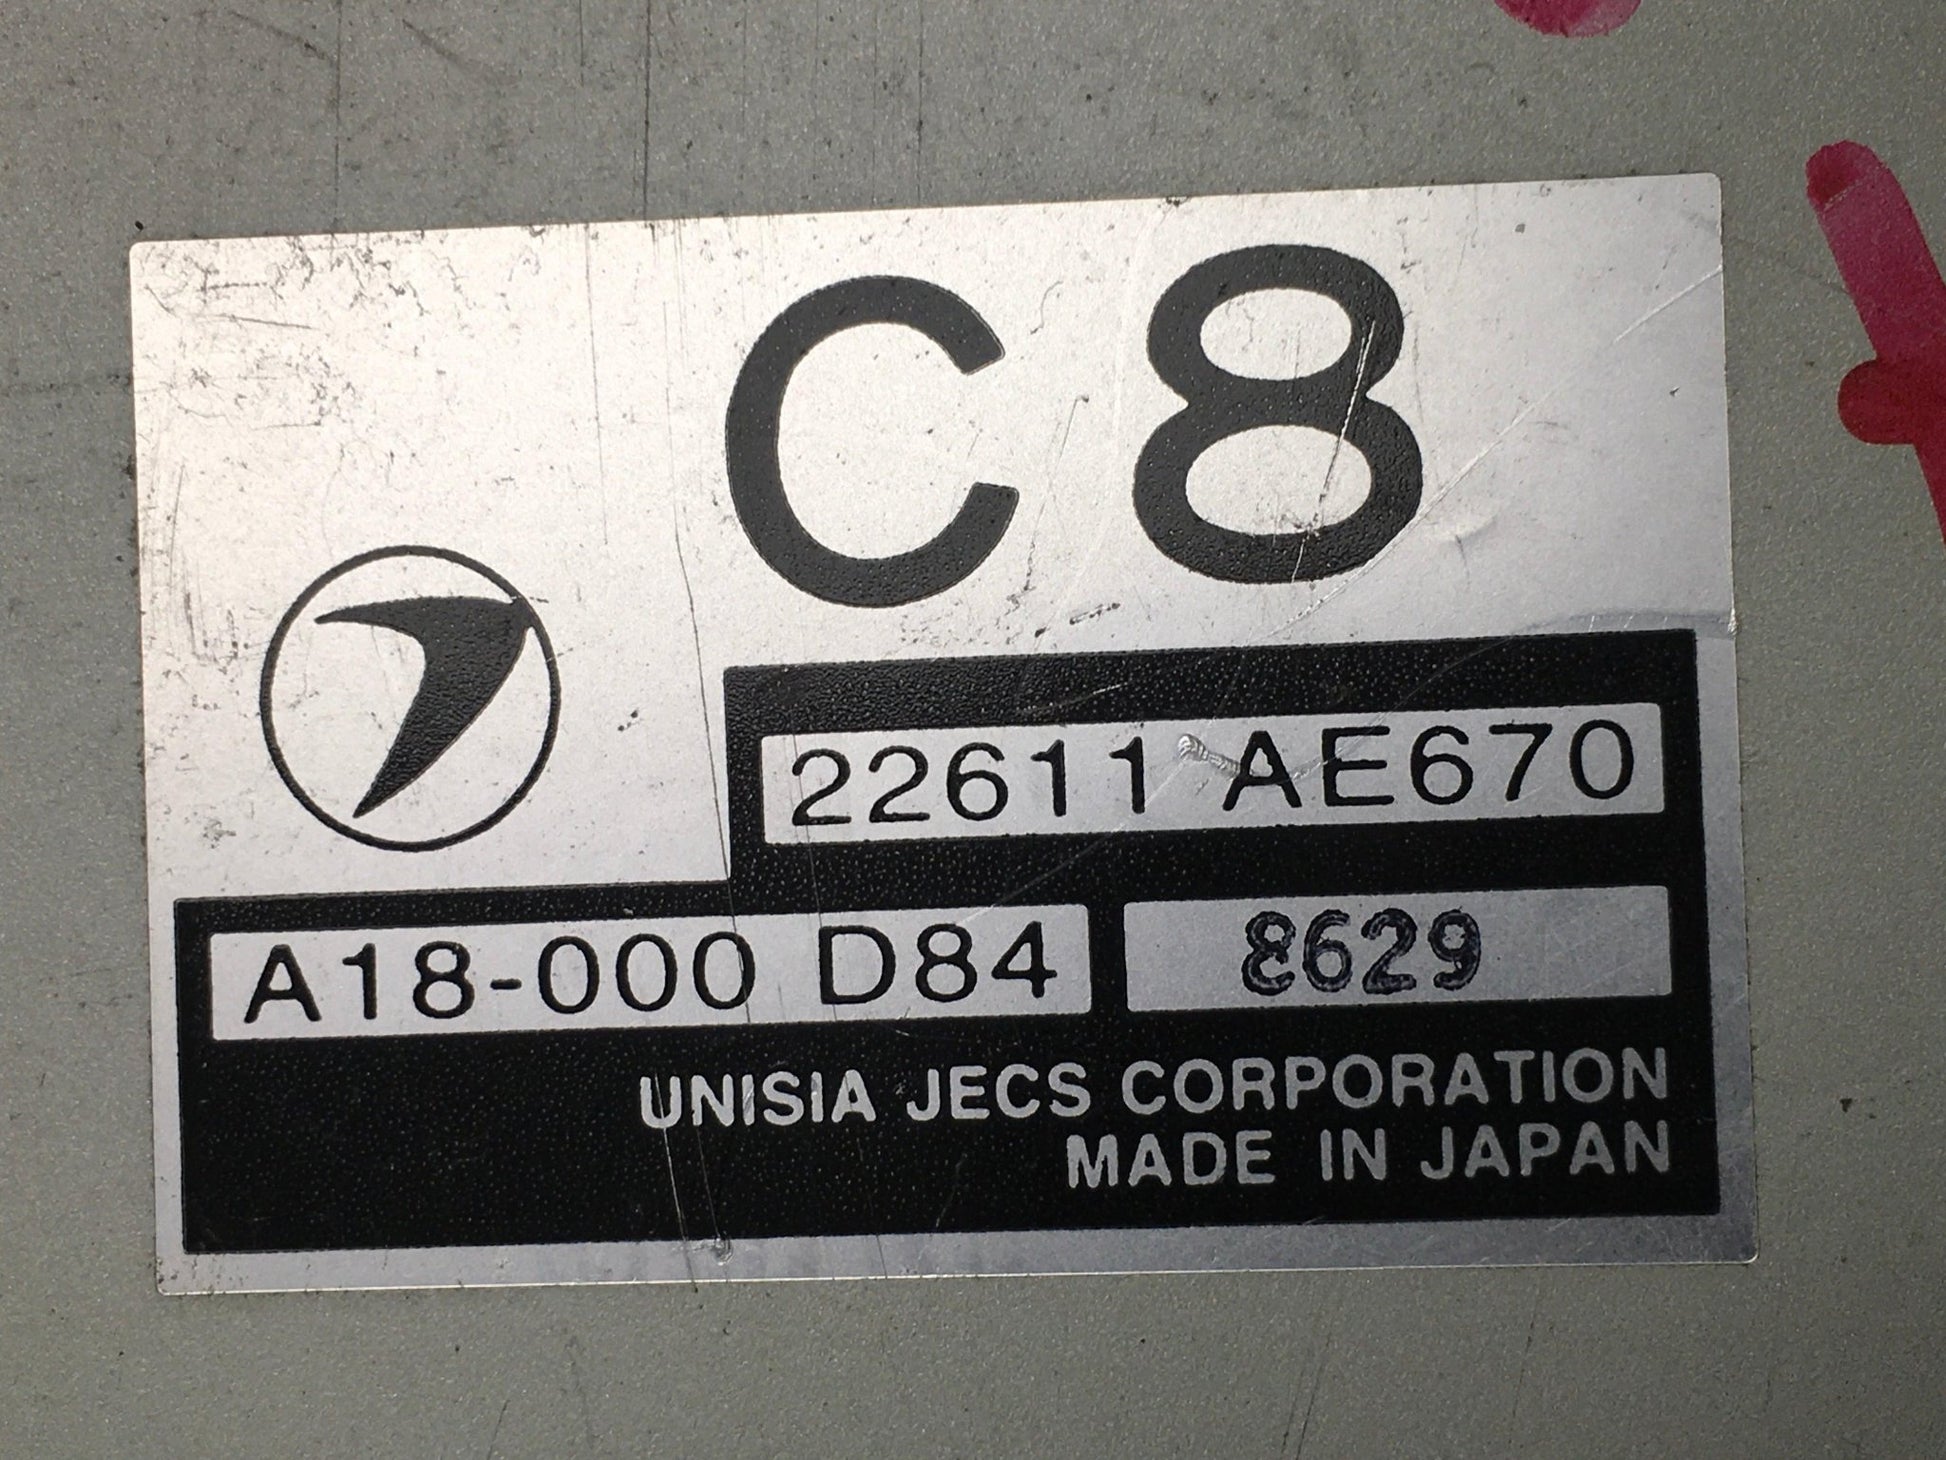 C8
22611 AE670
A18-000 D84 8629
UNISIA JECS CORPORATION
MADE IN JAPAN